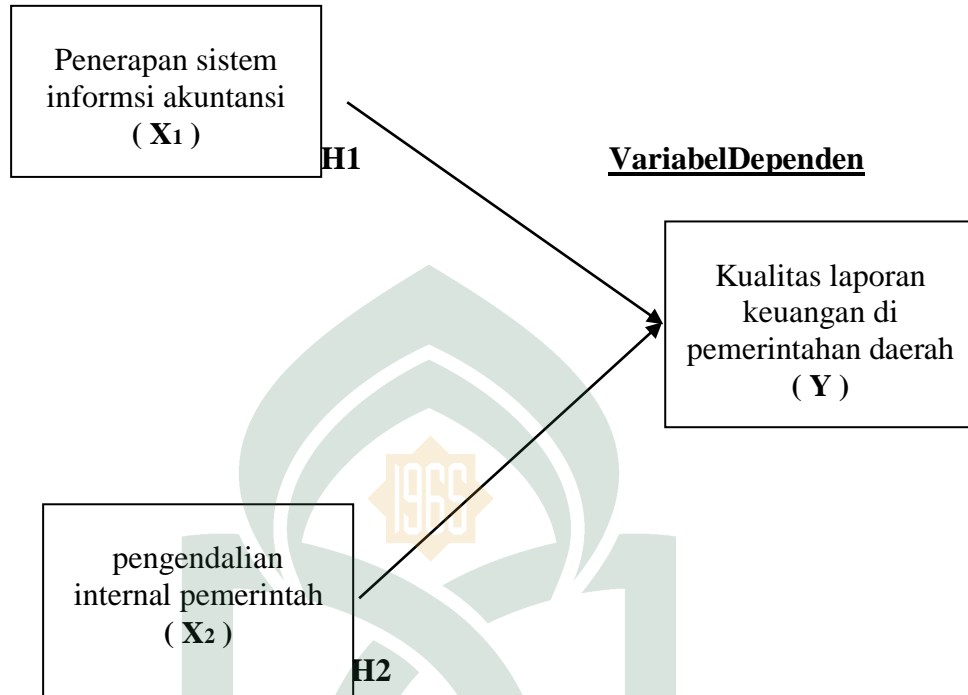 Penerapan sistem
informsi akuntansi
( X1 )
H1
VariabelDependen
Kualitas laporan
keuangan di
pemerintahan daerah
( Y )
1965
pengendalian
internal pemerintah
( X2 )
H2